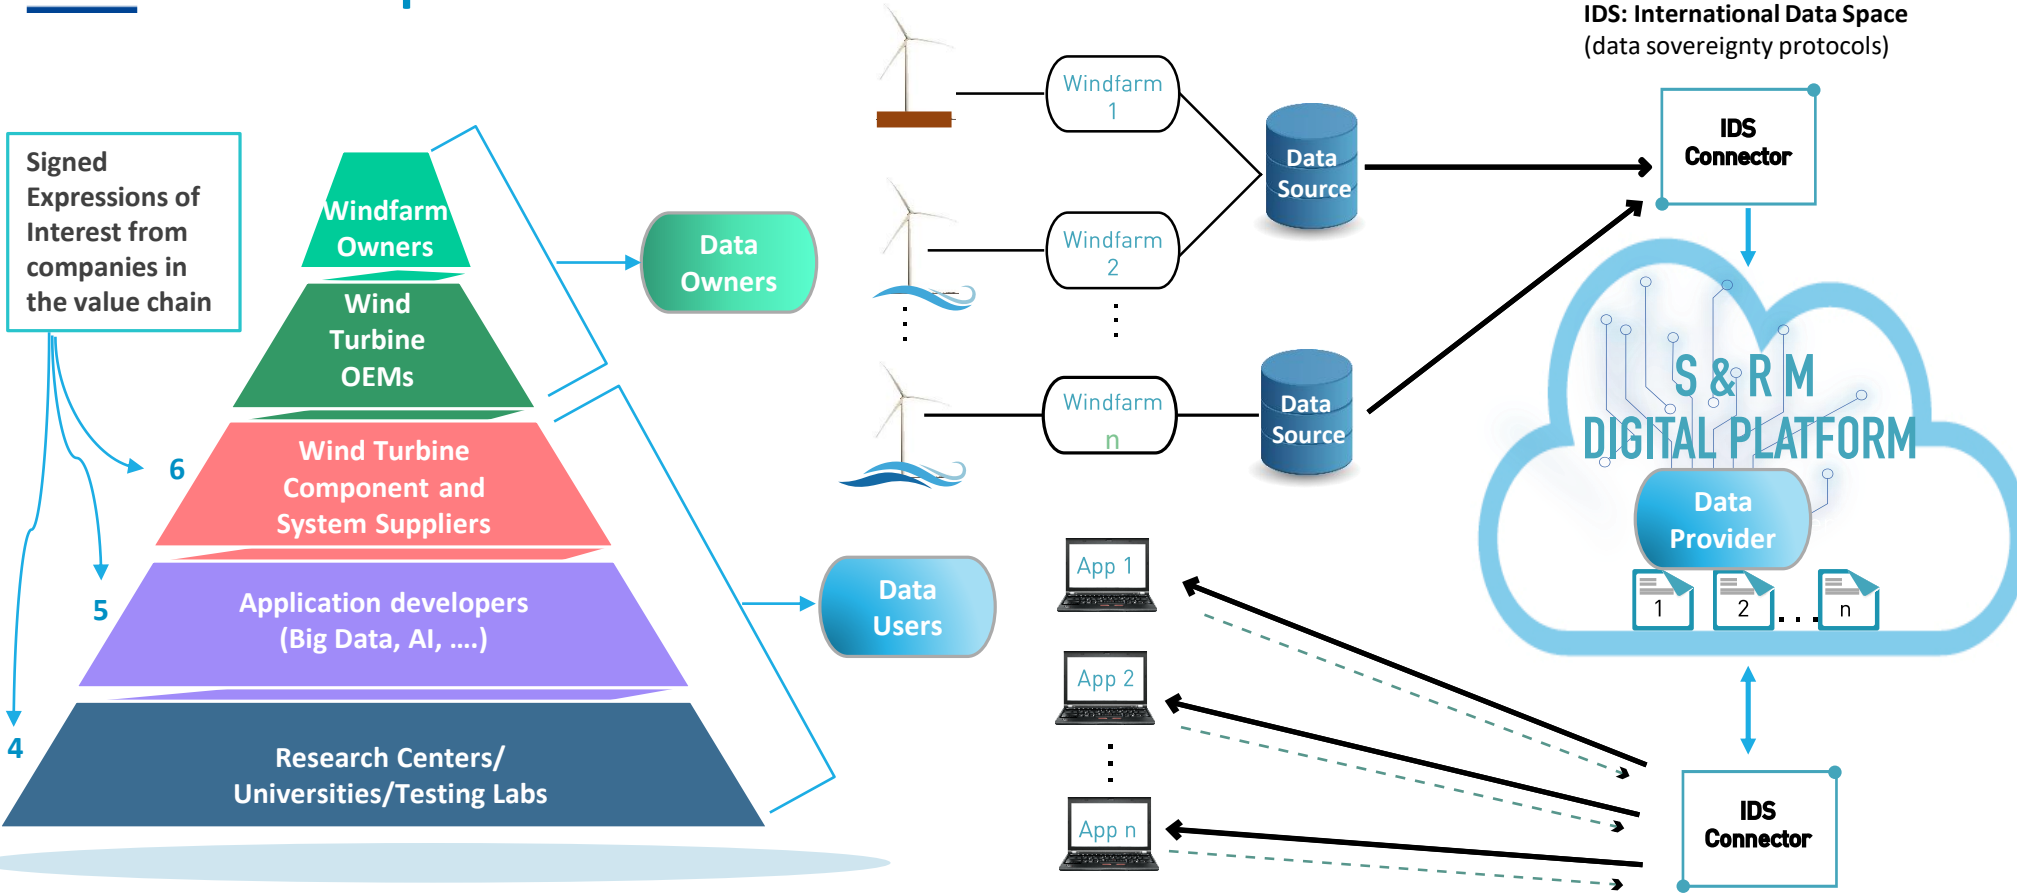 IDS: International Data Space
(data sovereignty protocols)
Signed
Expressions of
Interest from
companies in
the value chain
Windfarm
Owners
Wind
Turbine
OEMs
6
Wind Turbine
Component and
System Suppliers
5
Application developers
(Big Data, AI, ....)
4
Research Centers/
Universities/Testing Labs
Data
Owners
Data
Users
Windfarm
1
Windfarm
2
Windfarm
n
Data
Source
Data
Source
IDS
Connector
S & R M
DIGITAL PLATFORM
Data
Provider
1
2
n
App 1
App 2
App n
IDS
Connector